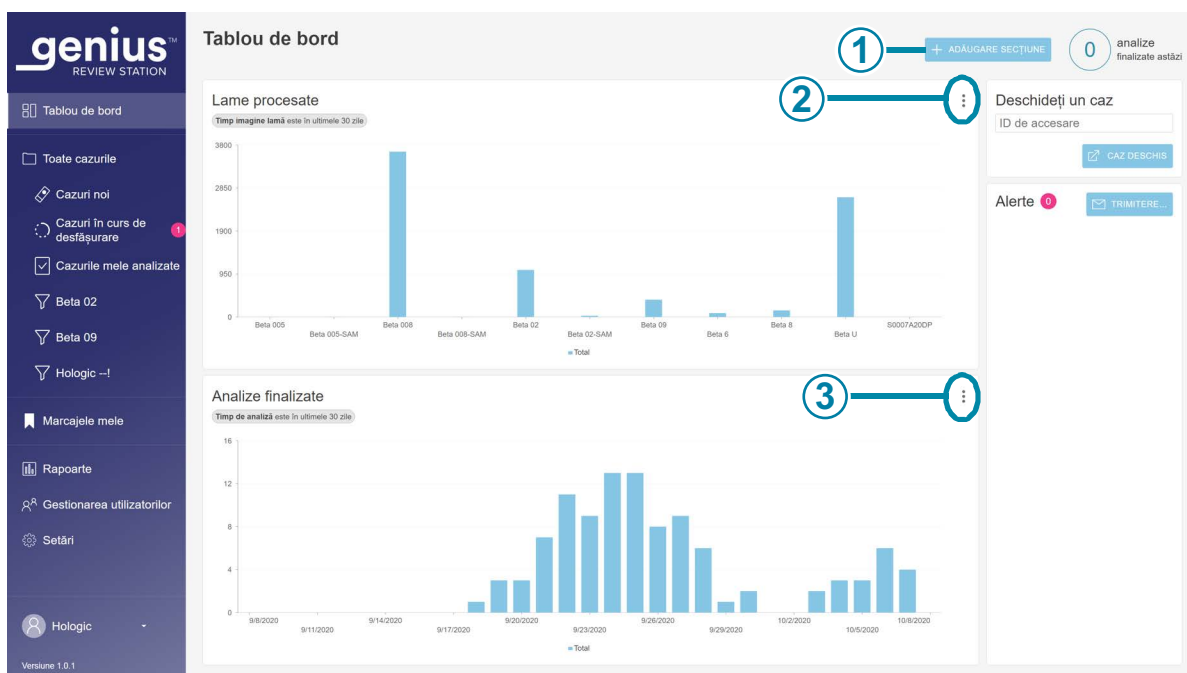 genius™
REVIEW STATION
Tablou de bord
Toate cazurile
Cazuri noi
Cazuri în curs de
desfășurare
1
Cazurile mele analizate
Beta 02
Beta 09
Hologic --!
Marcajele mele
Rapoarte
Gestionarea utilizatorilor
Setări
Hologic
Versiune 1.0.1
Tablou de bord
1
+ ADĂUGARE SECȚIUNE
0
analize
finalizate astăzi
Lame procesate
2
Timp imagine lamă este în ultimele 30 zile
3800
2850
1900
950
0
Beta 005
Beta 005-SAM
Beta 008
Beta 008-SAM
Beta 02
Beta 02-SAM
Beta 09
Beta 6
Beta 8
Beta U
S0007A20DP
Total
Analize finalizate
3
Timp de analiză este în ultimele 30 zile
16
12
8
4
0
9/8/2020
9/11/2020
9/14/2020
9/17/2020
9/20/2020
9/23/2020
9/26/2020
9/29/2020
10/2/2020
10/5/2020
10/8/2020
Total
Deschideți un caz
ID de accesare
CAZ DESCHIS
Alerte 0
TRIMITERE...